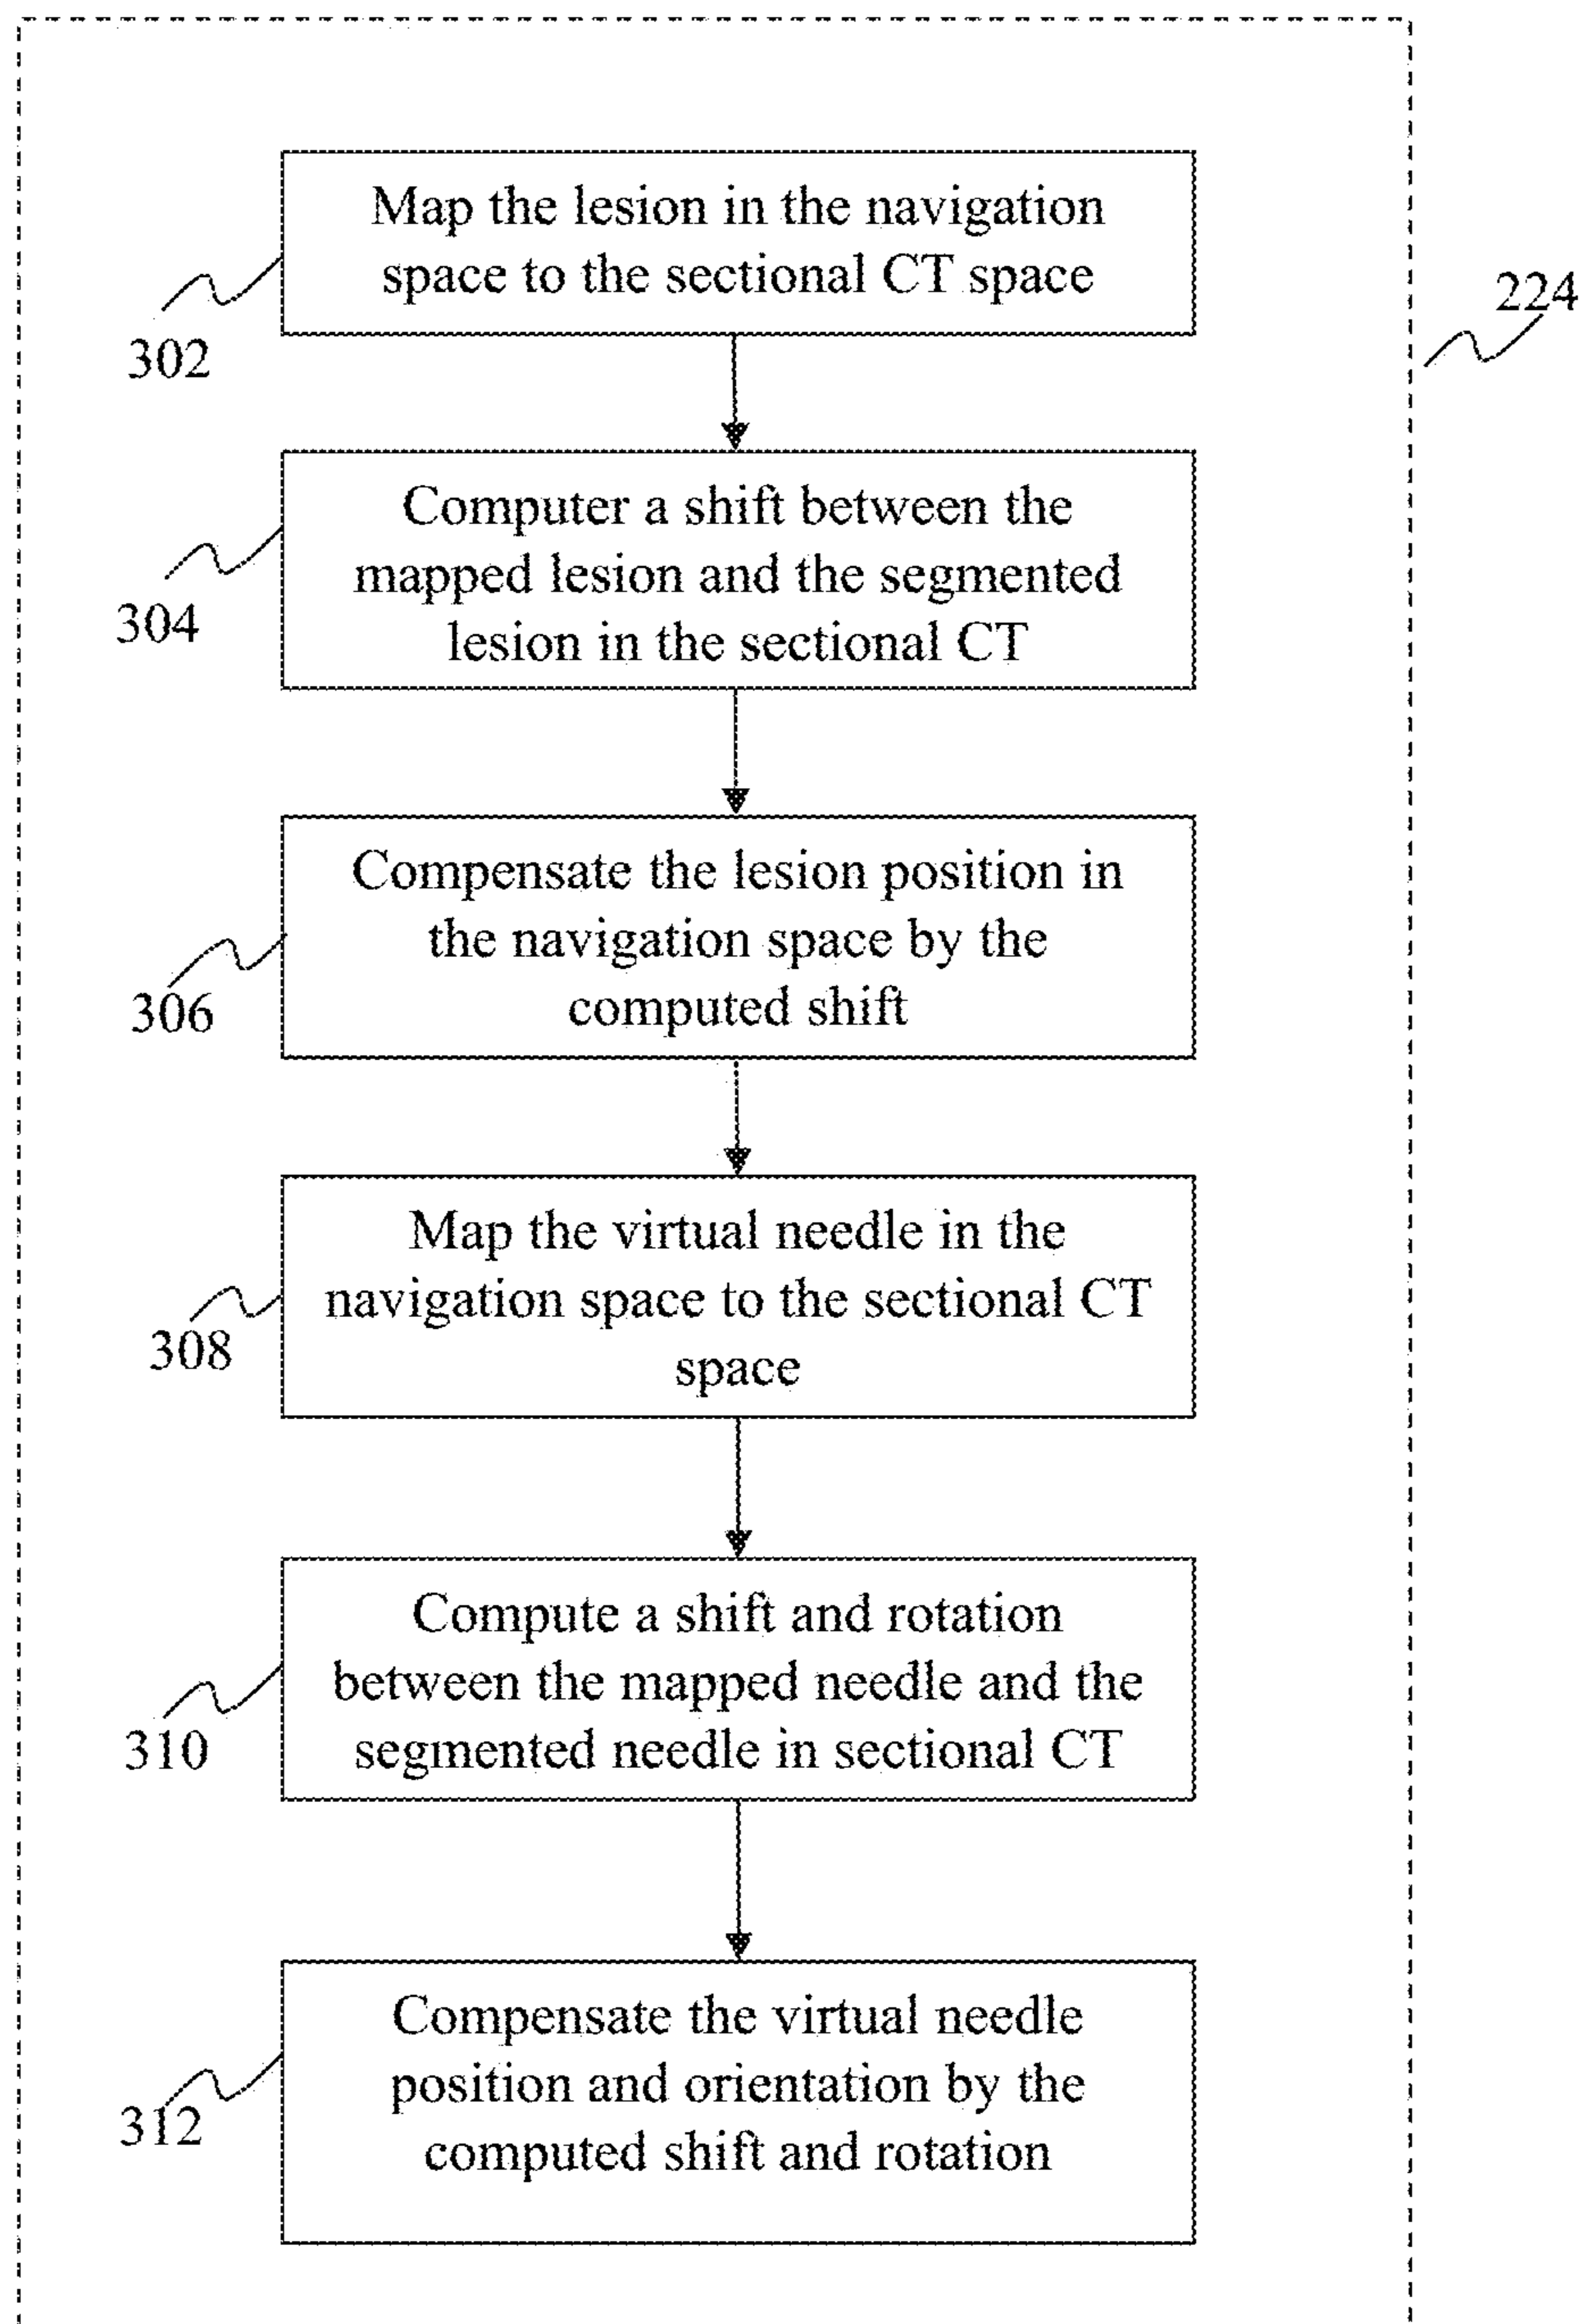 Map the lesion in the navigation
space to the sectional CT space
302
224
Computer a shift between the
mapped lesion and the segmented
lesion in the sectional CT
304
Compensate the lesion position in
the navigation space by the
computed shift
306
Map the virtual needle in the
navigation space to the sectional CT
space
308
Compute a shift and rotation
between the mapped needle and the
segmented needle in sectional CT
310
Compensate the virtual needle
position and orientation by the
computed shift and rotation
312